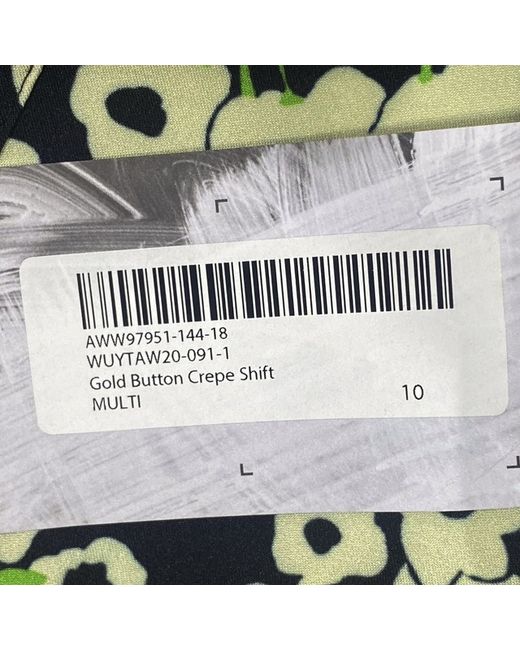 AWW97951-144-18
WUYTAW20-091-1
Gold Button Crepe Shift
MULTI 10